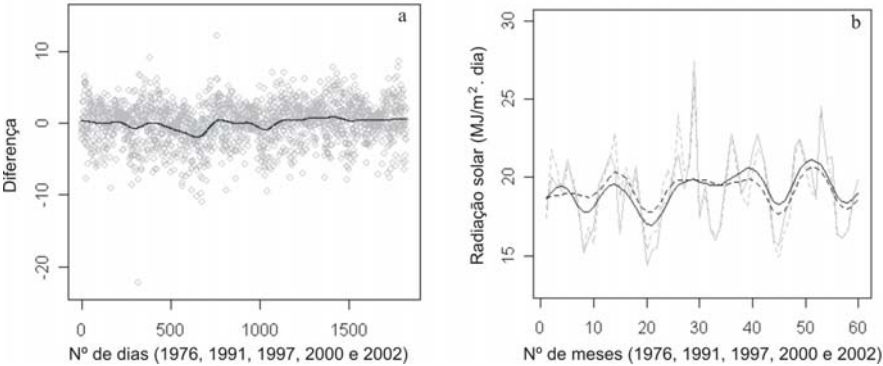 a
10
0
-10
-20
Diferença
0 500 1000 1500
Nº de dias (1976, 1991, 1997, 2000 e 2002)
b
30
25
20
15
Radiação solar (MJ/m². dia)
0 10 20 30 40 50 60
Nº de meses (1976, 1991, 1997, 2000 e 2002)